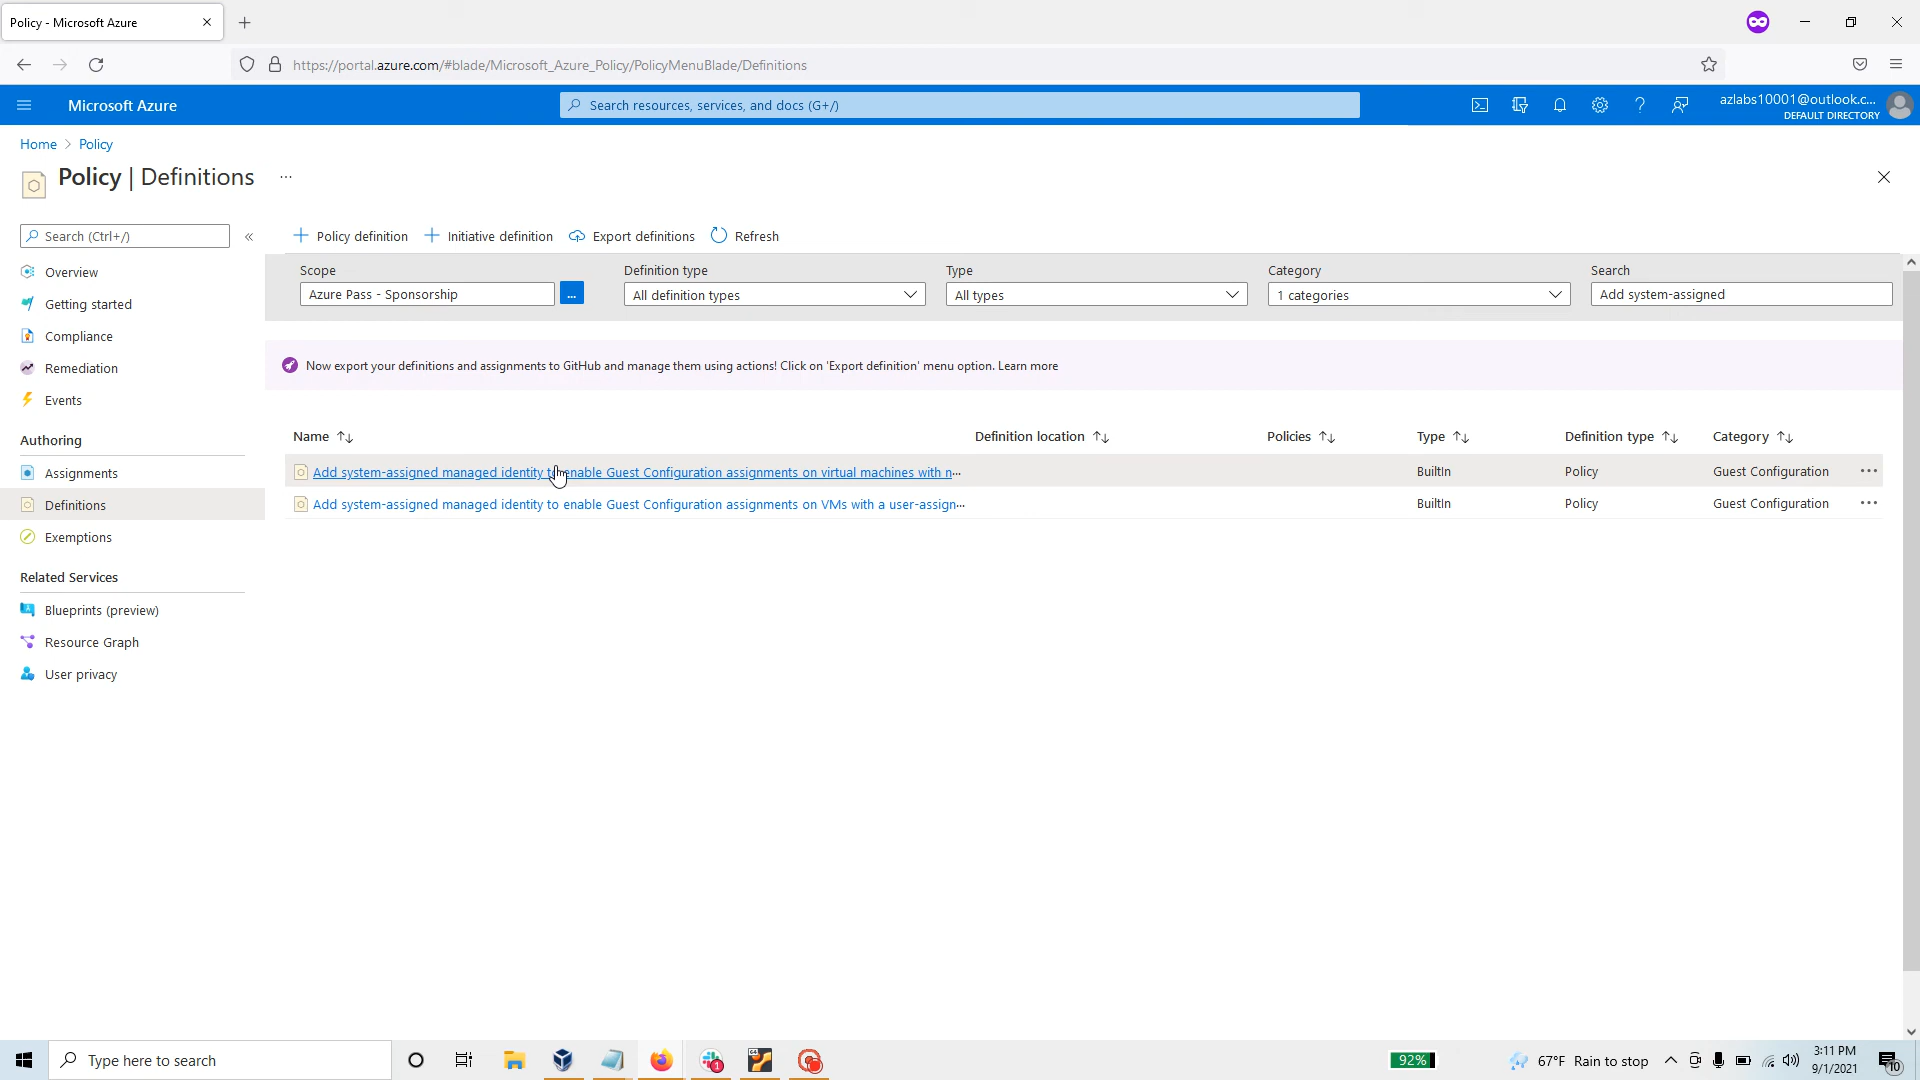 Policy - Microsoft Azure
https://portal.azure.com/#blade/Microsoft_Azure_Policy/PolicyMenuBlade/Definitions
Microsoft Azure
Search resources, services, and docs (G+/)
azlabs10001@outlook.c...
DEFAULT DIRECTORY
Home > Policy
Policy | Definitions ...
Search (Ctrl+/)
«
Overview
Getting started
Compliance
Remediation
Events
Authoring
Assignments
Definitions
Exemptions
Related Services
Blueprints (preview)
Resource Graph
User privacy
+ Policy definition + Initiative definition Export definitions Refresh
Scope Definition type Type Category Search
Azure Pass - Sponsorship ... All definition types All types 1 categories Add system-assigned
Now export your definitions and assignments to GitHub and manage them using actions! Click on 'Export definition' menu option. Learn more
Name ↑↓ Definition location ↑↓ Policies ↑↓ Type ↑↓ Definition type ↑↓ Category ↑↓
Add system-assigned managed identity to enable Guest Configuration assignments on virtual machines with n... BuiltIn Policy Guest Configuration ...
Add system-assigned managed identity to enable Guest Configuration assignments on VMs with a user-assign... BuiltIn Policy Guest Configuration ...
Type here to search
1
64
92%
67°F Rain to stop
3:11 PM
9/1/2021
10